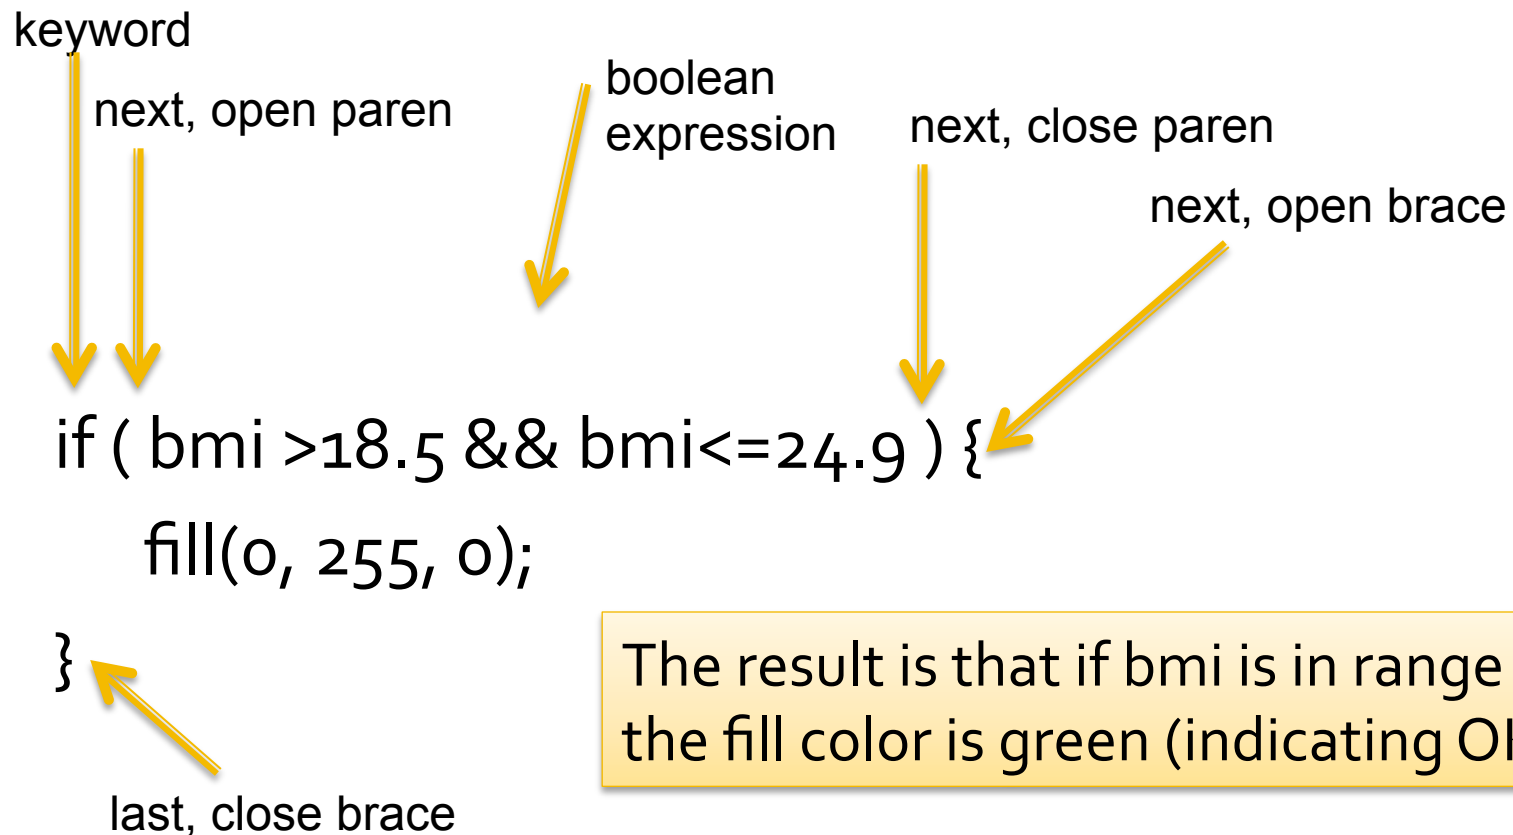 keyword
next, open paren
boolean
expression
next, close paren
next, open brace
if ( bmi >18.5 && bmi<=24.9 ) {
fill(0, 255, 0);
}
The result is that if bmi is in range
the fill color is green (indicating
last, close brace